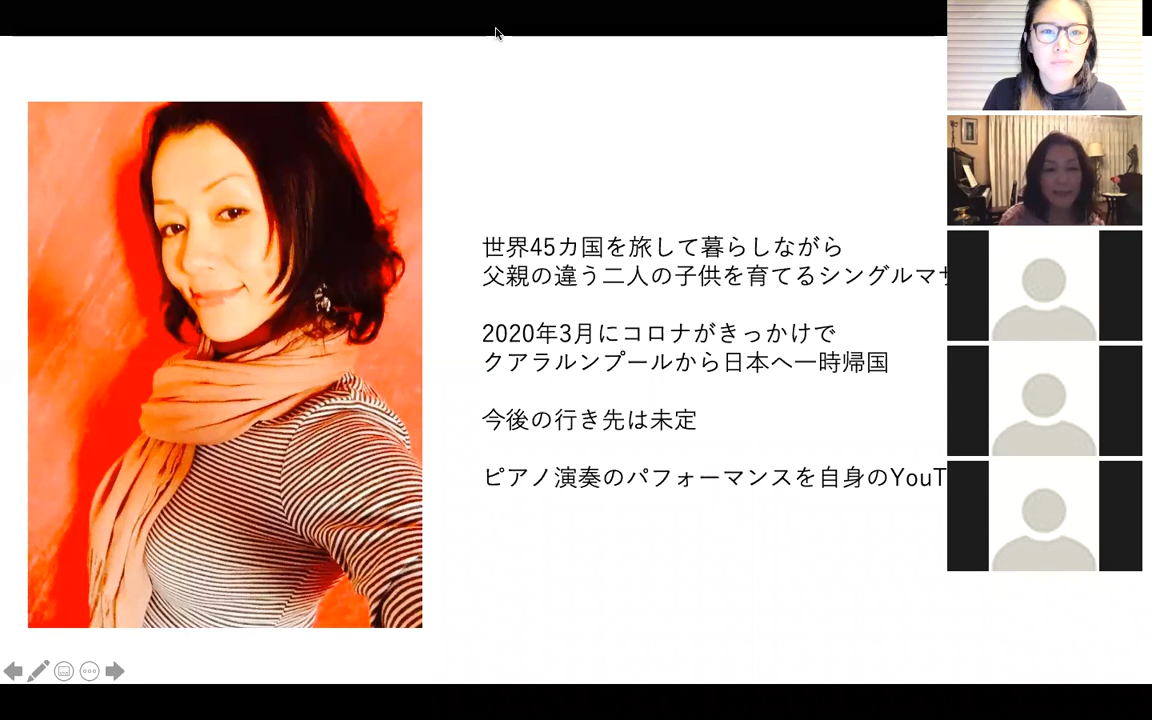 世界45カ国を旅して暮らしながら
父親の違う二人の子供を育てるシングルマ
2020年3月にコロナがきっかけで
クアラルンプールから日本へ一時帰国
今後の行き先は未定
ピアノ演奏のパフォーマンスを自身のYouT